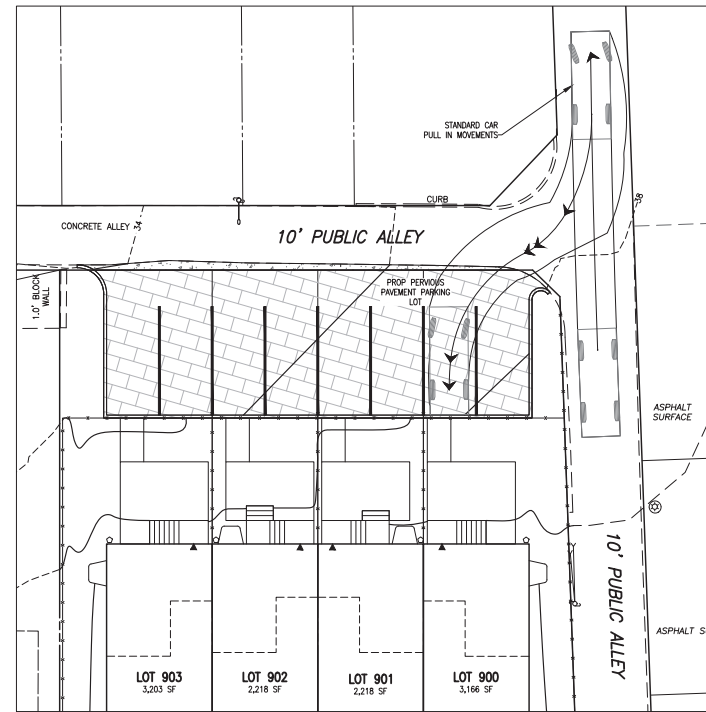 STANDARD CAR
PULL IN MOVEMENTS
CURB
38
CONCRETE ALLEY
34
10' PUBLIC ALLEY
PROP PERVIOUS
PAVEMENT PARKING
LOT
1.0' BLOCK
WALL
ASPHALT
SURFACE
10' PUBLIC ALLEY
ASPHALT S
LOT 903
3,203 SF
LOT 902
2,218 SF
LOT 901
2,218 SF
LOT 900
3,166 SF